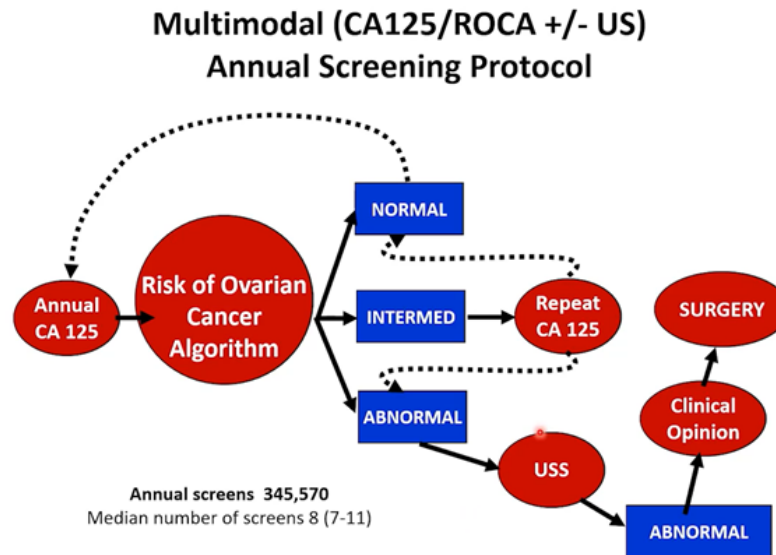 Multimodal (CA125/ROCA +/- US)
Annual Screening Protocol
NORMAL
Annual
CA 125
Risk of Ovarian
Cancer
Algorithm
INTERMED
Repeat
CA 125
SURGERY
ABNORMAL
Clinical
Opinion
USS
ABNORMAL
Annual screens 345,570
Median number of screens 8 (7-11)